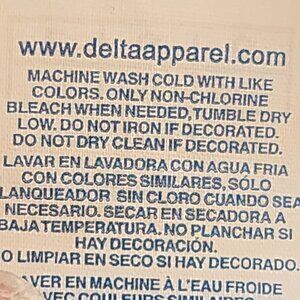 www.deltaapparel.com
MACHINE WASH COLD WITH LIKE
COLORS. ONLY NON-CHLORINE
BLEACH WHEN NEEDED, TUMBLE DRY
LOW. DO NOT IRON IF DECORATED.
DO NOT DRY CLEAN IF DECORATED.
LAVAR EN LAVADORA CON AGUA FRIA
CON COLORES SIMILARES, SÓLO
LANQUEADOR SIN CLORO CUANDO SEA
NECESARIO. SECAR EN SECADORA A
BAJA TEMPERATURA. NO PLANCHAR SI
HAY DECORACIÓN.
O LIMPIAR EN SECO SI HAY DECORADO.
AVER EN MACHINE À L'EAU FROIDE
AVEC COULEURS SIMILAIRES